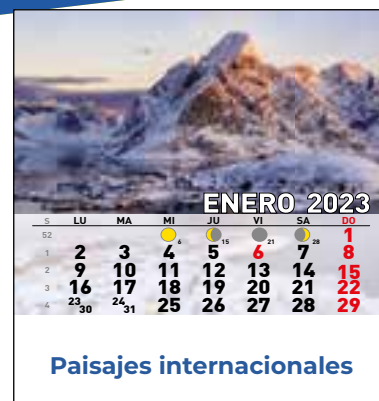 ENERO 2023
S LU MA MI JU VI SA DO
52 6 15 21 28 1
1 2 3 4 5 6 7 8
2 9 10 11 12 13 14 15
3 16 17 18 19 20 21 22
4 23 30 24 31 25 26 27 28 29
Paisajes internacionales